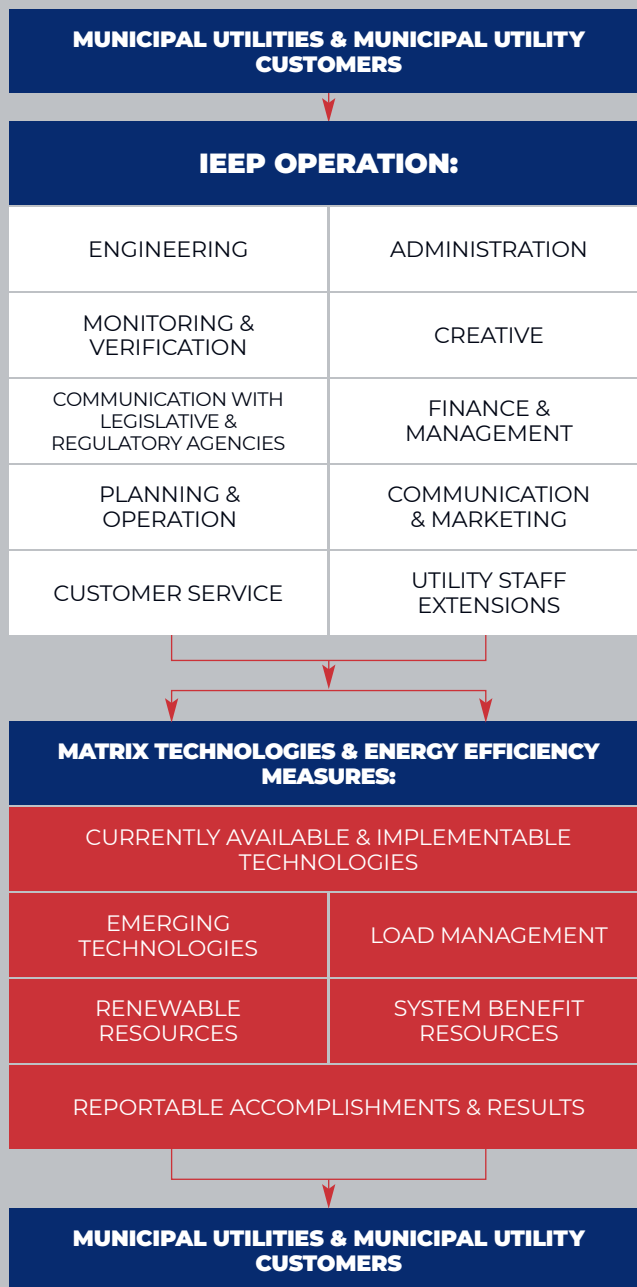 MUNICIPAL UTILITIES & MUNICIPAL UTILITY
CUSTOMERS
IEEP OPERATION:
ENGINEERING
ADMINISTRATION
MONITORING &
VERIFICATION
CREATIVE
COMMUNICATION WITH
LEGISLATIVE &
REGULATORY AGENCIES
FINANCE &
MANAGEMENT
PLANNING &
OPERATION
COMMUNICATION
& MARKETING
CUSTOMER SERVICE
UTILITY STAFF
EXTENSIONS
MATRIX TECHNOLOGIES & ENERGY EFFICIENCY
MEASURES:
CURRENTLY AVAILABLE & IMPLEMENTABLE
TECHNOLOGIES
EMERGING
TECHNOLOGIES
LOAD MANAGEMENT
RENEWABLE
RESOURCES
SYSTEM BENEFIT
RESOURCES
REPORTABLE ACCOMPLISHMENTS & RESULTS
MUNICIPAL UTILITIES & MUNICIPAL UTILITY
CUSTOMERS